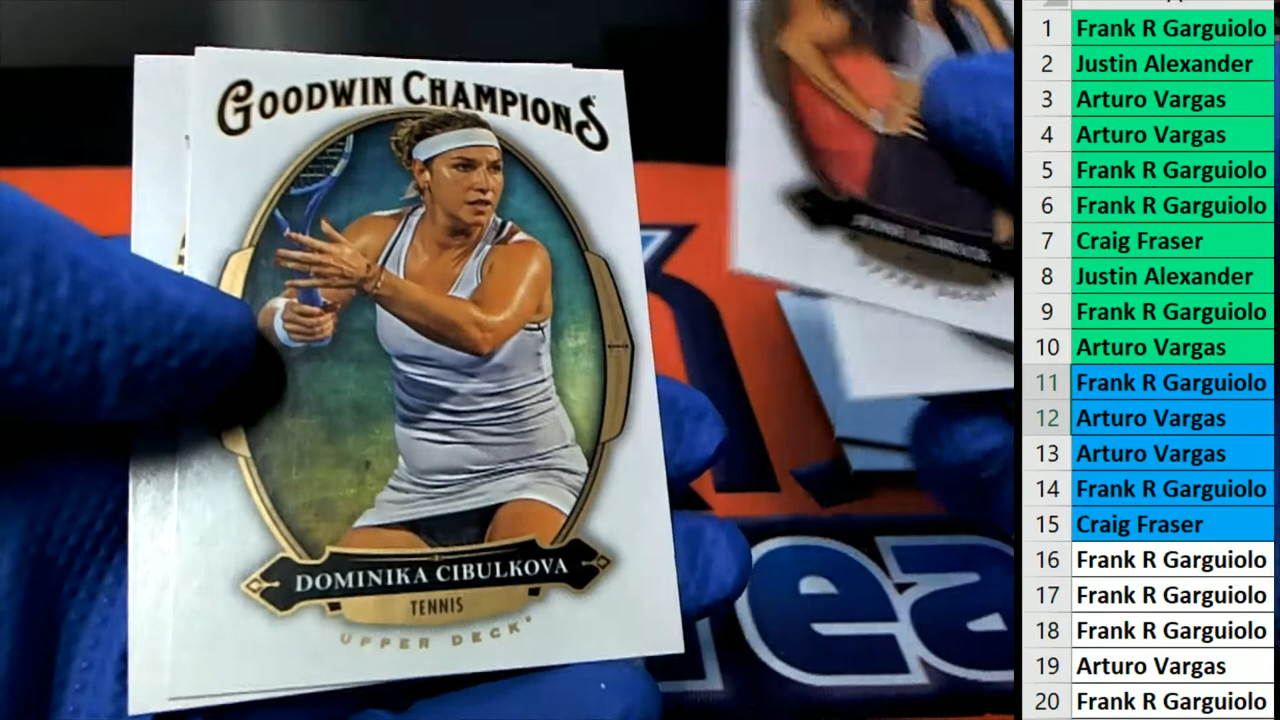 GOODWIN CHAMPIONS
DOMINIKA CIBULKOVA
TENNIS
UPPER DECK
ea
1 Frank R Garguiolo
2 Justin Alexander
3 Arturo Vargas
4 Arturo Vargas
5 Frank R Garguiolo
6 Frank R Garguiolo
7 Craig Fraser
8 Justin Alexander
9 Frank R Garguiolo
10 Arturo Vargas
11 Frank R Garguiolo
12 Arturo Vargas
13 Arturo Vargas
14 Frank R Garguiolo
15 Craig Fraser
16 Frank R Garguiolo
17 Frank R Garguiolo
18 Frank R Garguiolo
19 Arturo Vargas
20 Frank R Garguiolo